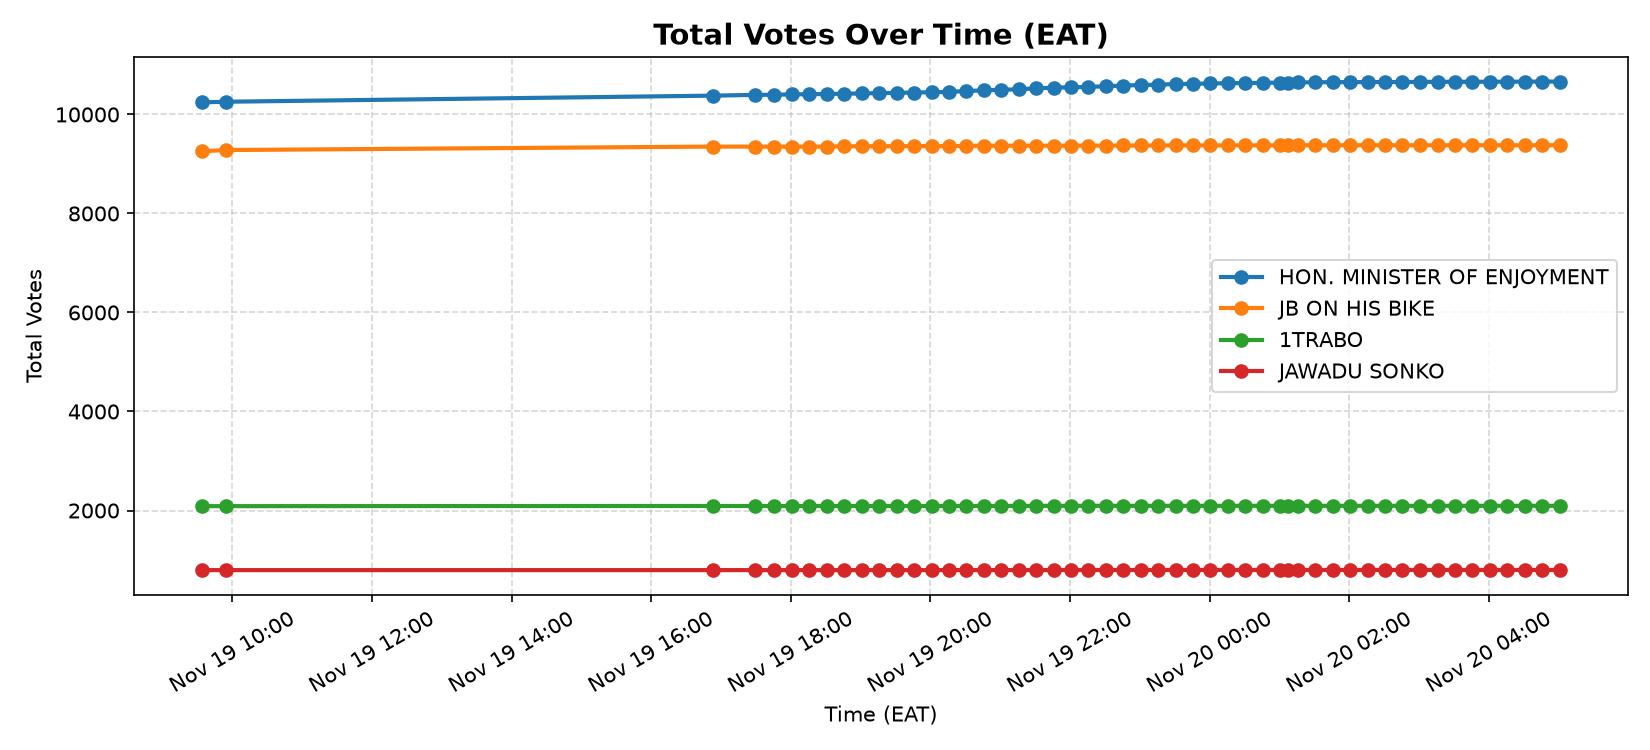 Total Votes Over Time (EAT)
Total Votes
10000
8000
6000
4000
2000
HON. MINISTER OF ENJOYMENT
JB ON HIS BIKE
1TRABO
JAWADU SONKO
Nov 19 10:00
Nov 19 12:00
Nov 19 14:00
Nov 19 16:00
Nov 19 18:00
Nov 19 20:00
Nov 19 22:00
Nov 20 00:00
Nov 20 02:00
Nov 20 04:00
Time (EAT)